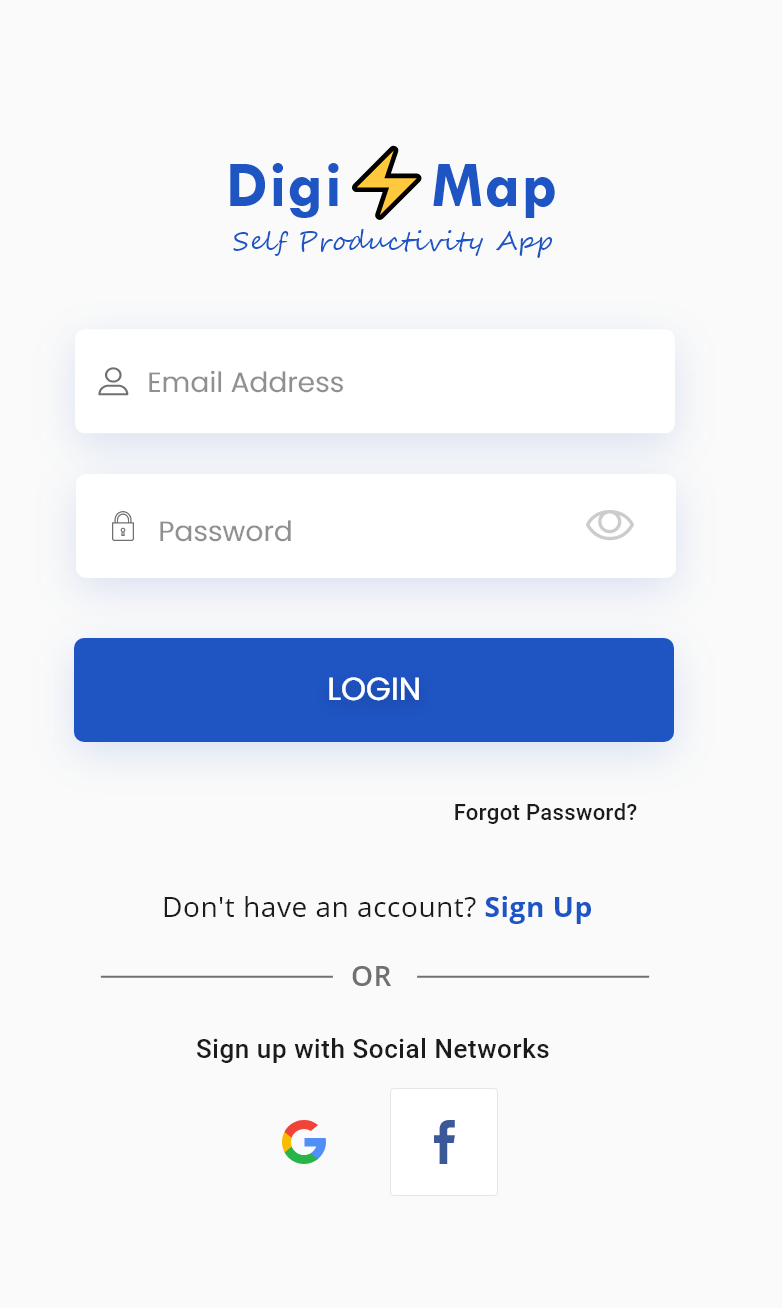 Digi Map
Self Productivity App
Email Address
Password
LOGIN
Forgot Password?
Don't have an account? Sign Up
OR
Sign up with Social Networks